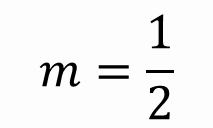 m = 1/2